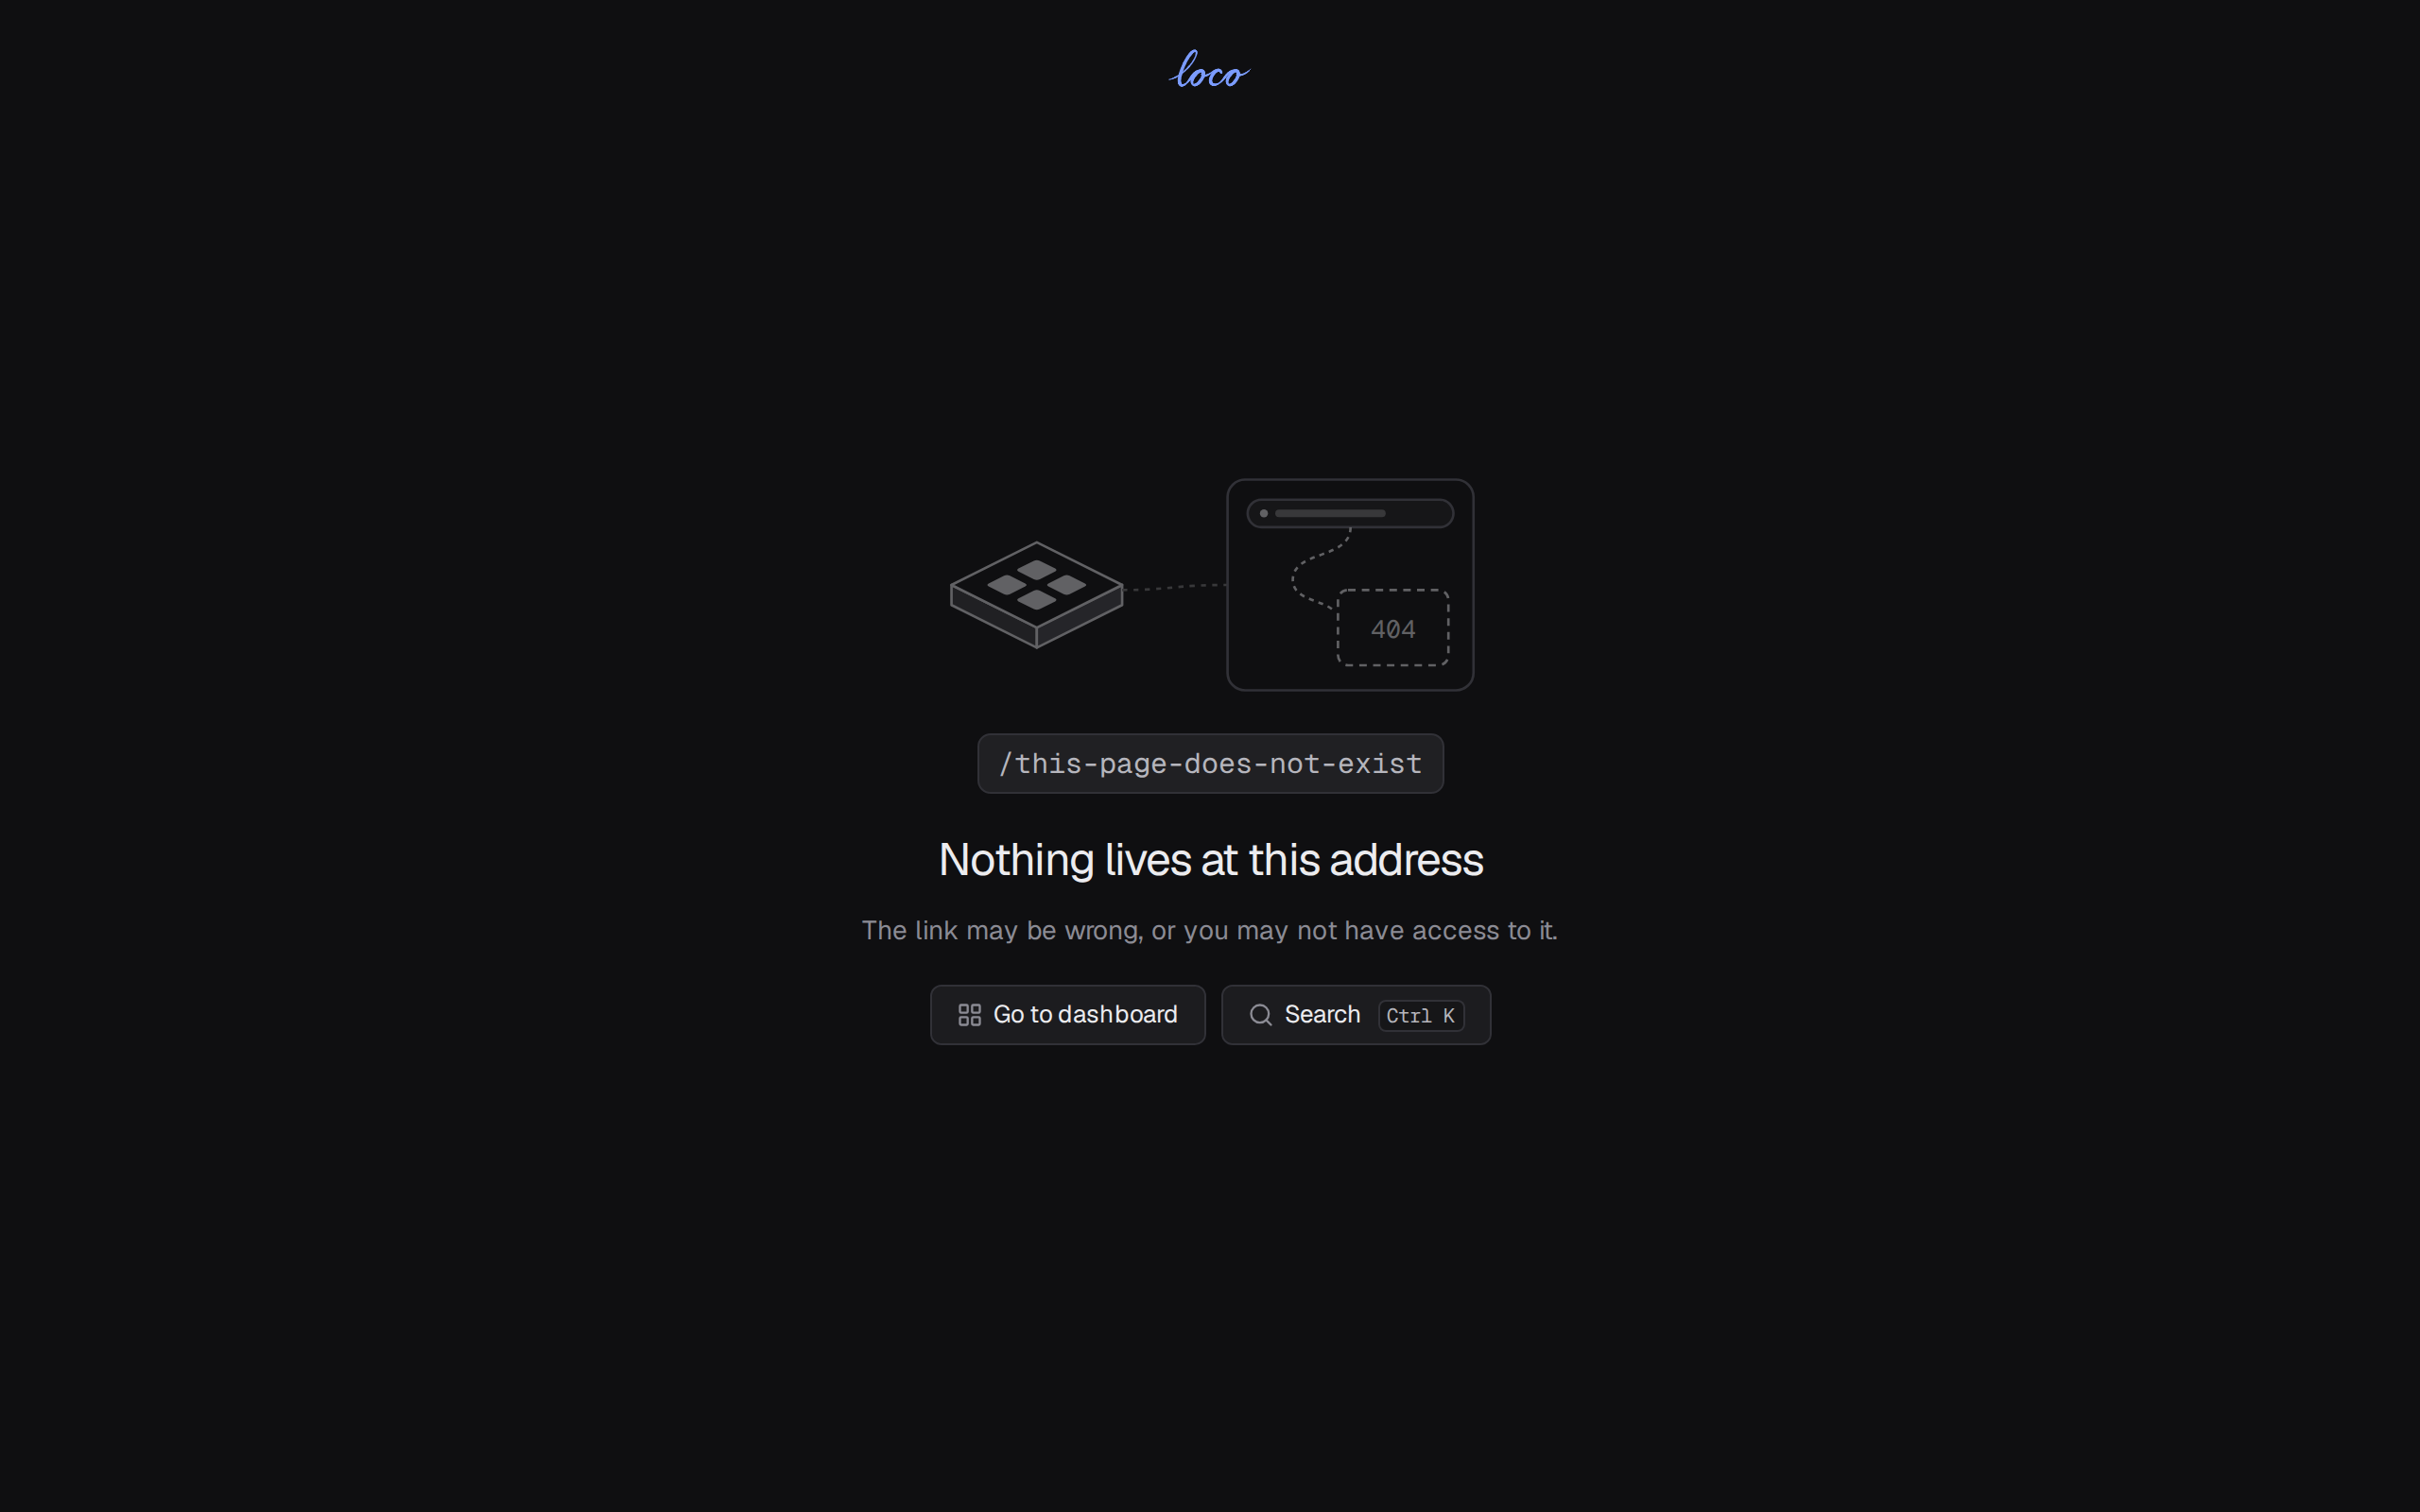 loco
404
/this-page-does-not-exist
Nothing lives at this address
The link may be wrong, or you may not have access to it.
Go to dashboard
Search Ctrl K